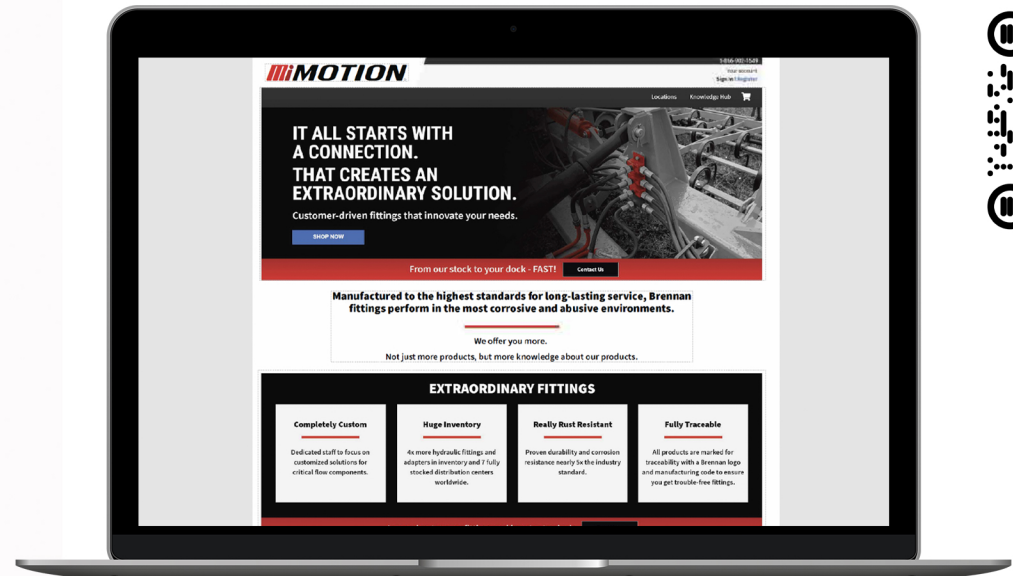 MiMOTION
1-866-902-1549
Your account
Sign In / Register
Locations Knowledge Hub
IT ALL STARTS WITH
A CONNECTION.
THAT CREATES AN
EXTRAORDINARY SOLUTION.
Customer-driven fittings that innovate your needs.
SHOP NOW
From our stock to your dock - FAST! Contact Us
Manufactured to the highest standards for long-lasting service, Brennan
fittings perform in the most corrosive and abusive environments.
We offer you more.
Not just more products, but more knowledge about our products.
EXTRAORDINARY FITTINGS
Completely Custom
Dedicated staff to focus on
customized solutions for
critical flow components.
Huge Inventory
4x more hydraulic fittings and
adapters in inventory and 7 fully
stocked distribution centers
worldwide.
Really Rust Resistant
Proven durability and corrosion
resistance nearly 5x the industry
standard.
Fully Traceable
All products are marked for
traceability with a Brennan logo
and manufacturing code to ensure
you get trouble-free fittings.